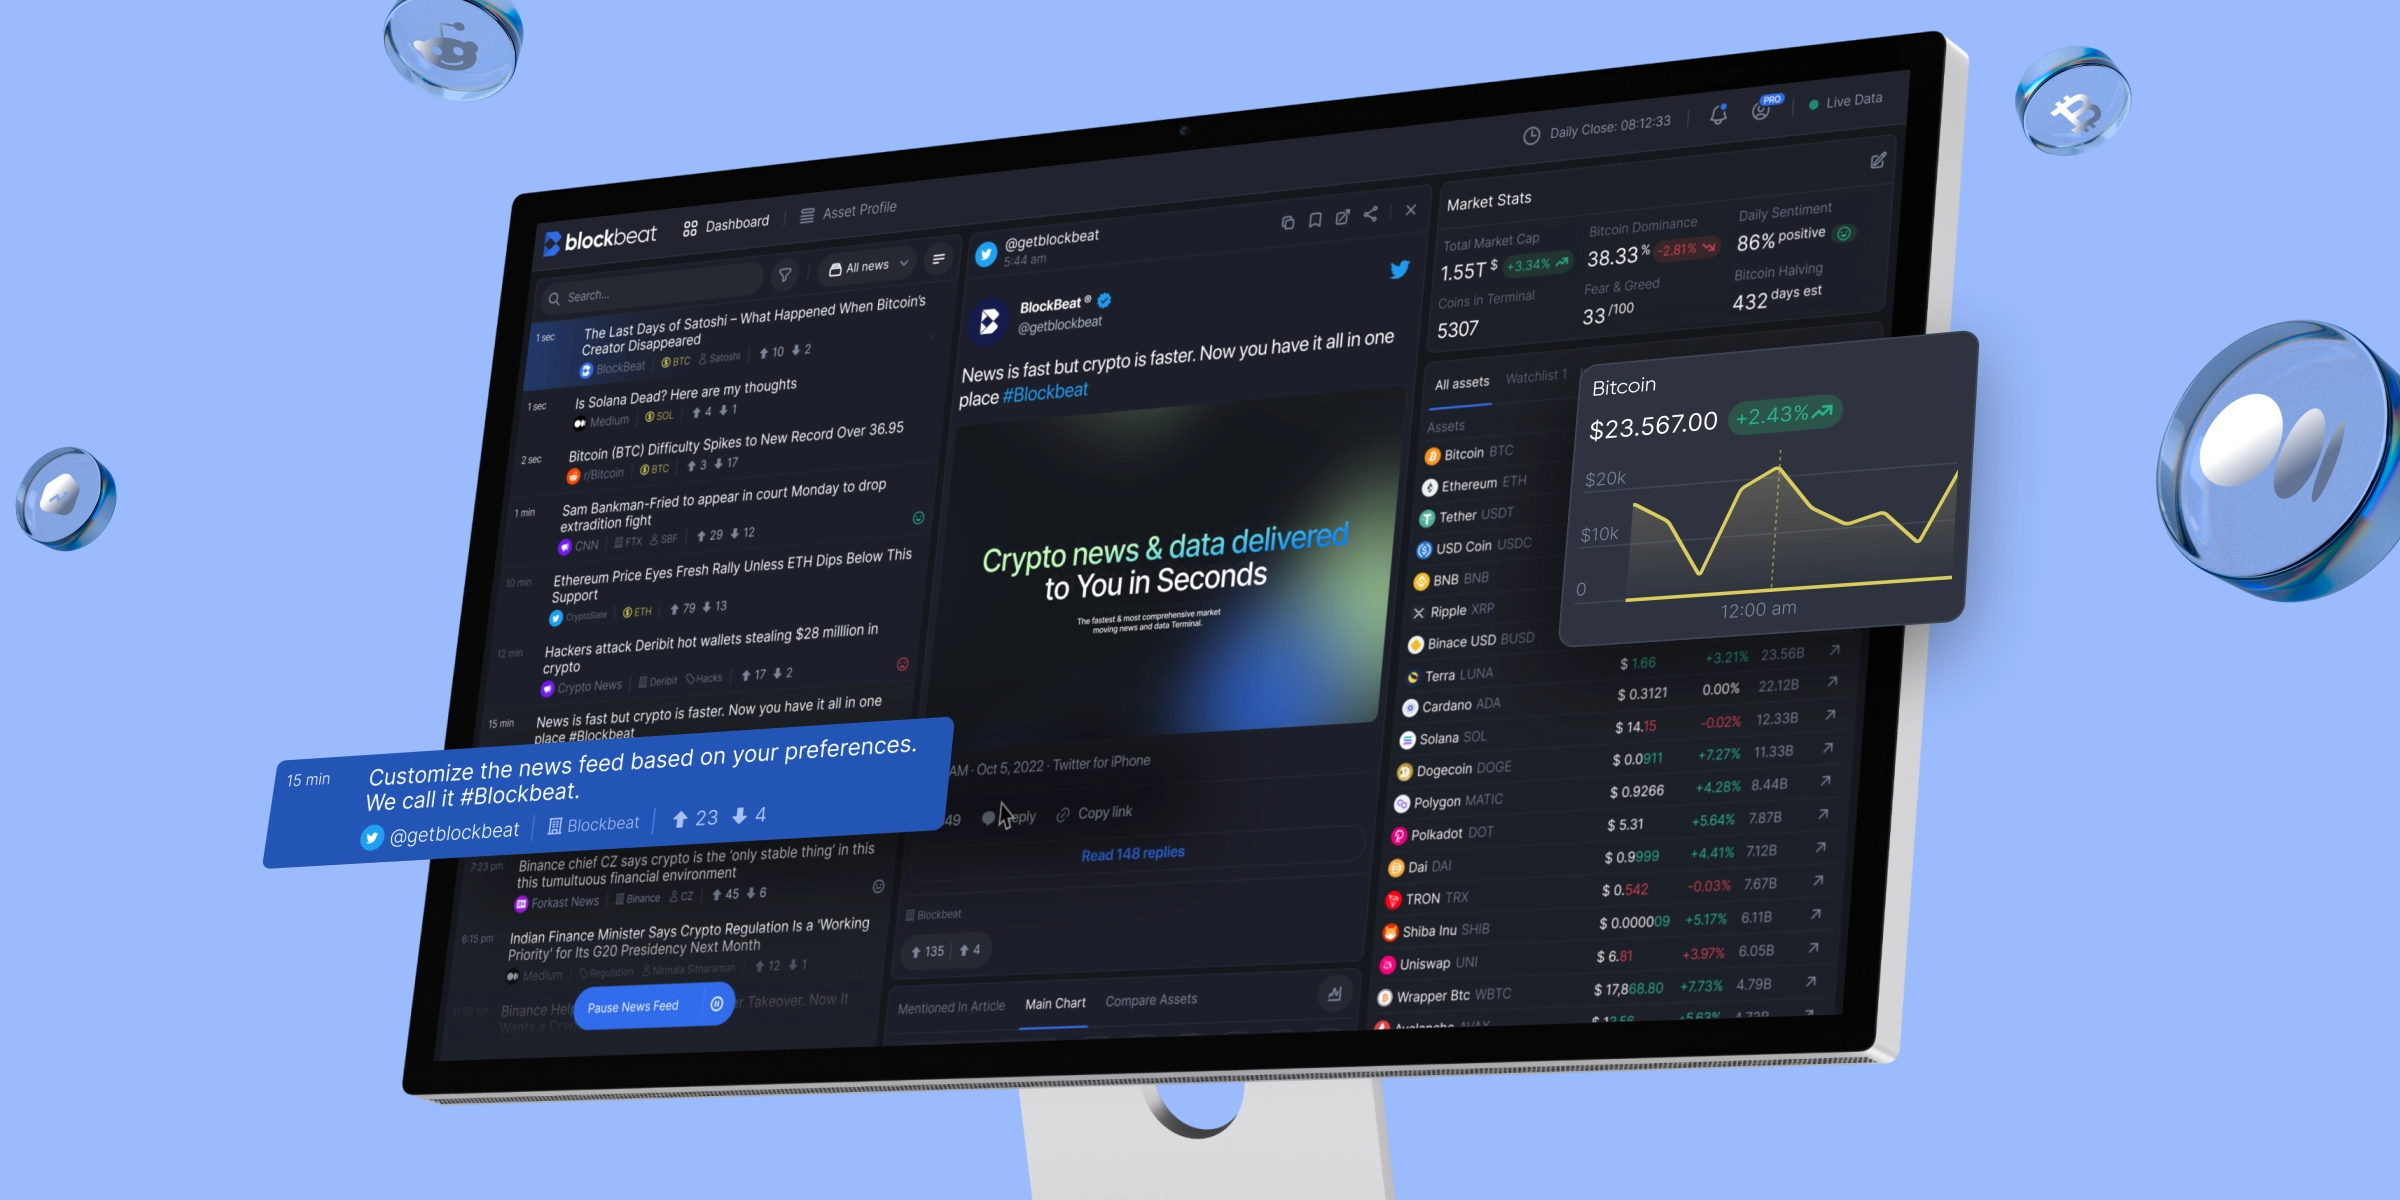 blockbeat
Dashboard
Asset Profile
Daily Close: 08:12:33
PRO
Live Data
Search...
All news
1 sec
The Last Days of Satoshi – What Happened When Bitcoin's
Creator Disappeared
BlockBeat BTC Satoshi 10 2
1 sec
Is Solana Dead? Here are my thoughts
Medium SOL 4 1
2 sec
Bitcoin (BTC) Difficulty Spikes to New Record Over 36.95
r/Bitcoin BTC 3 17
1 min
Sam Bankman-Fried to appear in court Monday to drop
extradition fight
CNN FTX SBF 29 12
10 min
Ethereum Price Eyes Fresh Rally Unless ETH Dips Below This
Support
CryptoSlate ETH 79 13
12 min
Hackers attack Deribit hot wallets stealing $28 milllion in
crypto
Crypto News Deribit Hacks 17 2
15 min
News is fast but crypto is faster. Now you have it all in one
place #Blockbeat
15 min
Customize the news feed based on your preferences.
We call it #Blockbeat.
@getblockbeat Blockbeat 23 4
7:23 pm
Binance chief CZ says crypto is the 'only stable thing' in this
this tumultuous financial environment
Forkast News Binance CZ 45 6
6:15 pm
Indian Finance Minister Says Crypto Regulation Is a 'Working
Priority' for Its G20 Presidency Next Month
Medium Regulation Nirmala Sitharaman 12 1
Binance Takeover. Now It
Wants a
Pause News Feed
@getblockbeat
5:44 am
BlockBeat ®
@getblockbeat
News is fast but crypto is faster. Now you have it all in one
place #Blockbeat
Crypto news & data delivered
to You in Seconds
The fastest & most comprehensive market
moving news and data Terminal.
AM · Oct 5, 2022 · Twitter for iPhone
49 eply Copy link
Read 148 replies
Blockbeat
135 4
Mentioned In Article Main Chart Compare Assets
Market Stats
Total Market Cap
1.55T $ +3.34%
Bitcoin Dominance
38.33 % -2.81%
Daily Sentiment
86% positive
Coins in Terminal
5307
Fear & Greed
33 /100
Bitcoin Halving
432 days est
All assets Watchlist 1
Assets
Bitcoin BTC
Ethereum ETH
Tether USDT
USD Coin USDC
BNB BNB
Ripple XRP
Binace USD BUSD
Terra LUNA $ 1.66 +3.21% 23.56B
Cardano ADA $ 0.3121 0.00% 22.12B
Solana SOL $ 14.15 -0.02% 12.33B
Dogecoin DOGE $ 0.0911 +7.27% 11.33B
Polygon MATIC $ 0.9266 +4.28% 8.44B
Polkadot DOT $ 5.31 +5.64% 7.87B
Dai DAI $ 0.9999 +4.41% 7.12B
TRON TRX $ 0.542 -0.03% 7.67B
Shiba Inu SHIB $ 0.000009 +5.17% 6.11B
Uniswap UNI $ 6.81 +3.97% 6.05B
Wrapper Btc WBTC $ 17,868.80 +7.73% 4.79B
Avalanche AVAX +5.63%
Bitcoin
$23.567.00 +2.43%
$20k
$10k
0
12:00 am